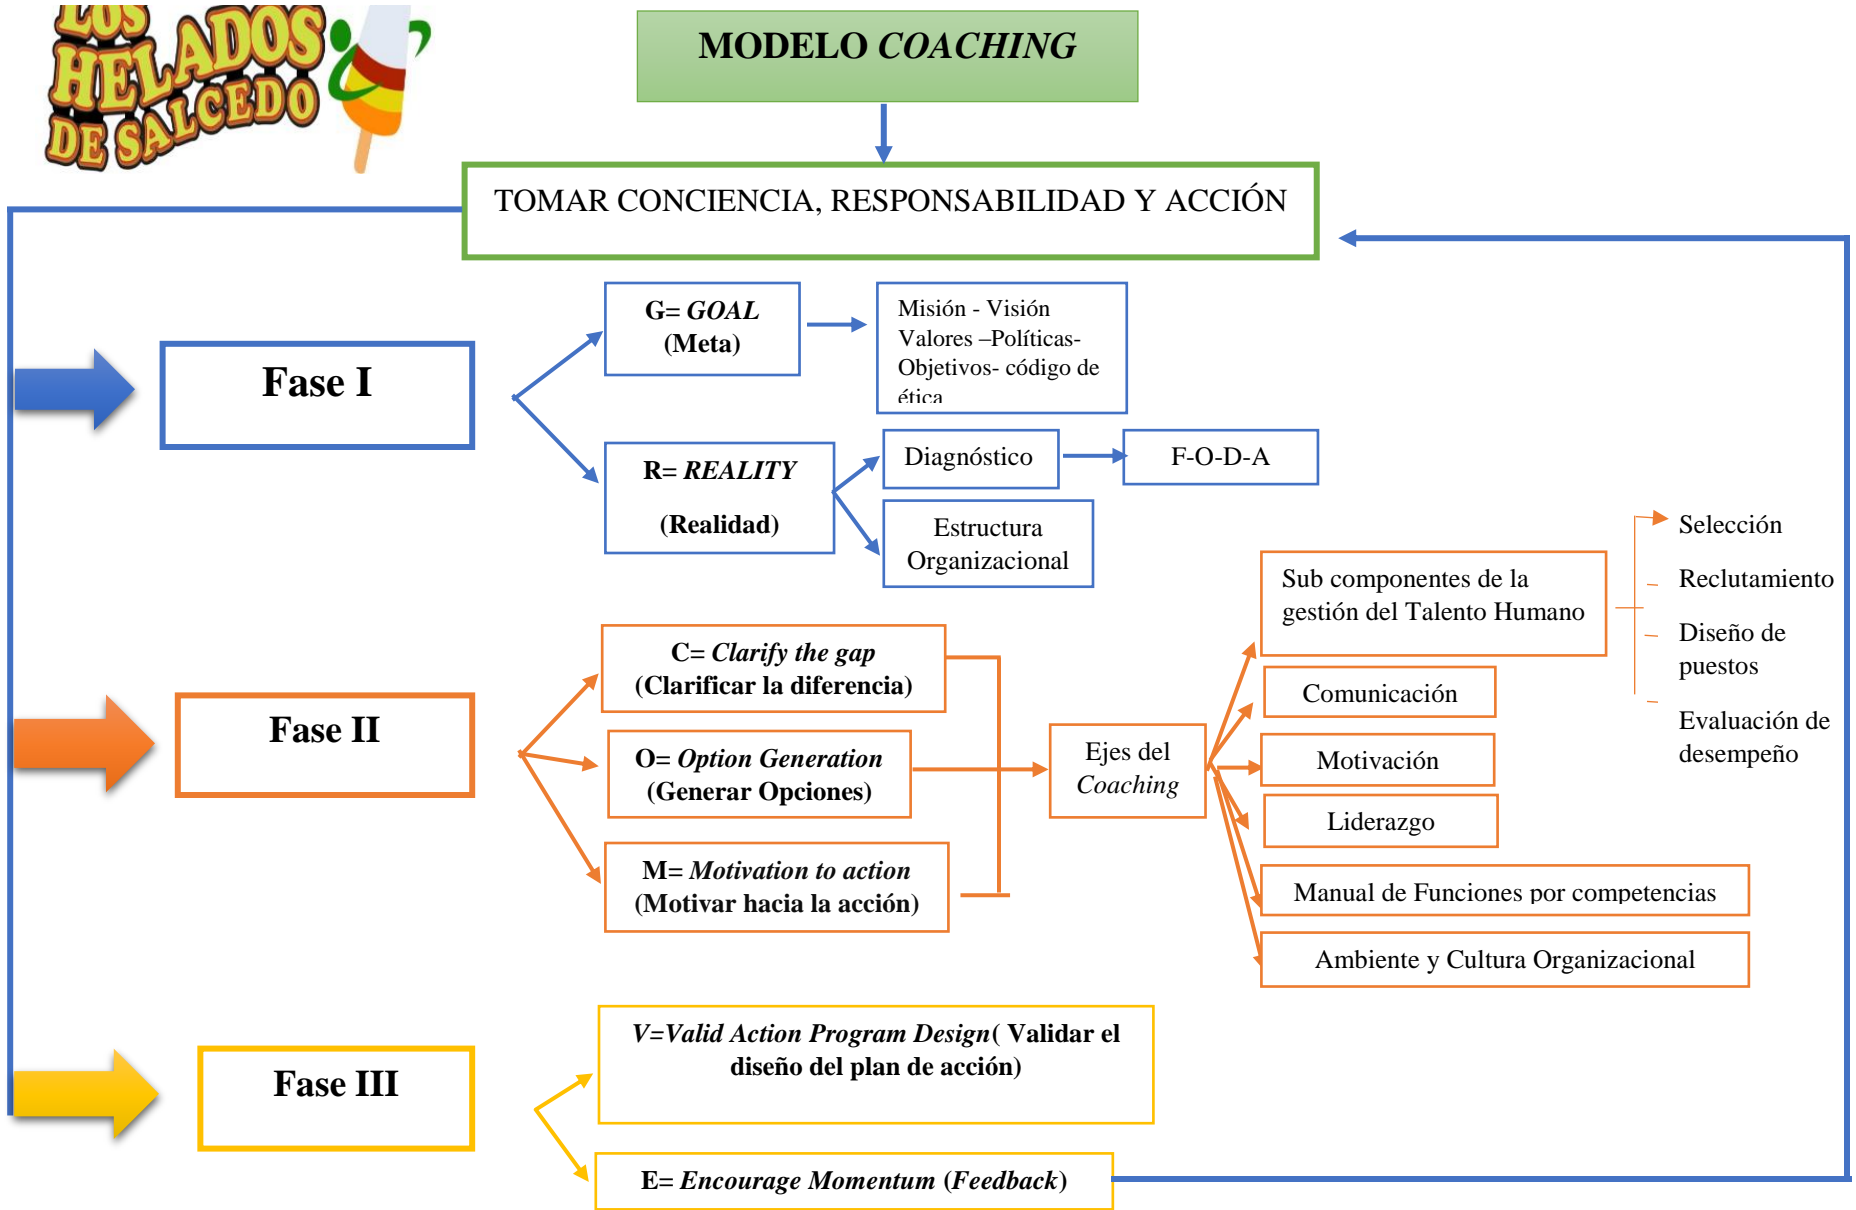 LOS
HELADOS
DE SALCEDO
MODELO COACHING
TOMAR CONCIENCIA, RESPONSABILIDAD Y ACCIÓN
Fase I
G= GOAL
(Meta)
Misión - Visión
Valores –Políticas-
Objetivos- código de
ética
R= REALITY
(Realidad)
Diagnóstico
F-O-D-A
Estructura
Organizacional
Fase II
C= Clarify the gap
(Clarificar la diferencia)
O= Option Generation
(Generar Opciones)
M= Motivation to action
(Motivar hacia la acción)
Ejes del
Coaching
Sub componentes de la
gestión del Talento Humano
Selección
Reclutamiento
Diseño de
puestos
Evaluación de
desempeño
Comunicación
Motivación
Liderazgo
Manual de Funciones por competencias
Ambiente y Cultura Organizacional
Fase III
V=Valid Action Program Design( Validar el
diseño del plan de acción)
E= Encourage Momentum (Feedback)